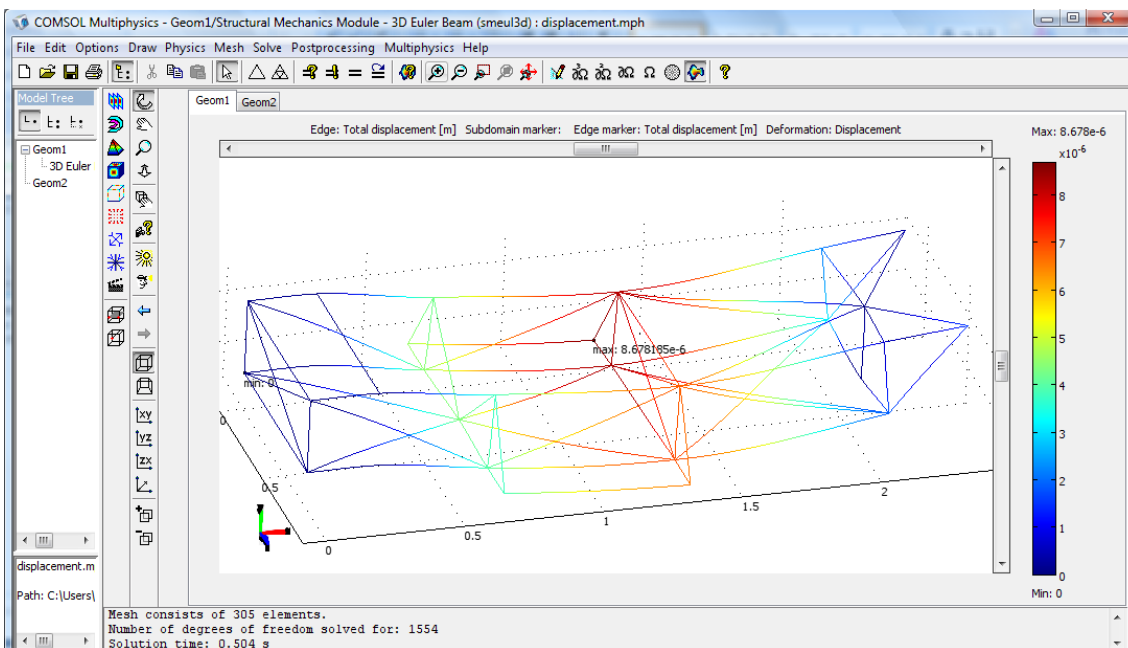 COMSOL Multiphysics - Geom1/Structural Mechanics Module - 3D Euler Beam (smeul3d) : displacement.mph
File Edit Options Draw Physics Mesh Solve Postprocessing Multiphysics Help
Model Tree
Geom1
3D Euler
Geom2
Geom1 Geom2
Edge: Total displacement [m] Subdomain marker: Edge marker: Total displacement [m] Deformation: Displacement
Max: 8.678e-6
x10-6
8
7
6
5
4
3
2
1
0
Min: 0
max: 8.678185e-6
min: 0
0
0.5
0
0.5
1
1.5
2
xy
yz
zx
displacement.m
Path: C:\Users\
Mesh consists of 305 elements.
Number of degrees of freedom solved for: 1554
Solution time: 0.504 s